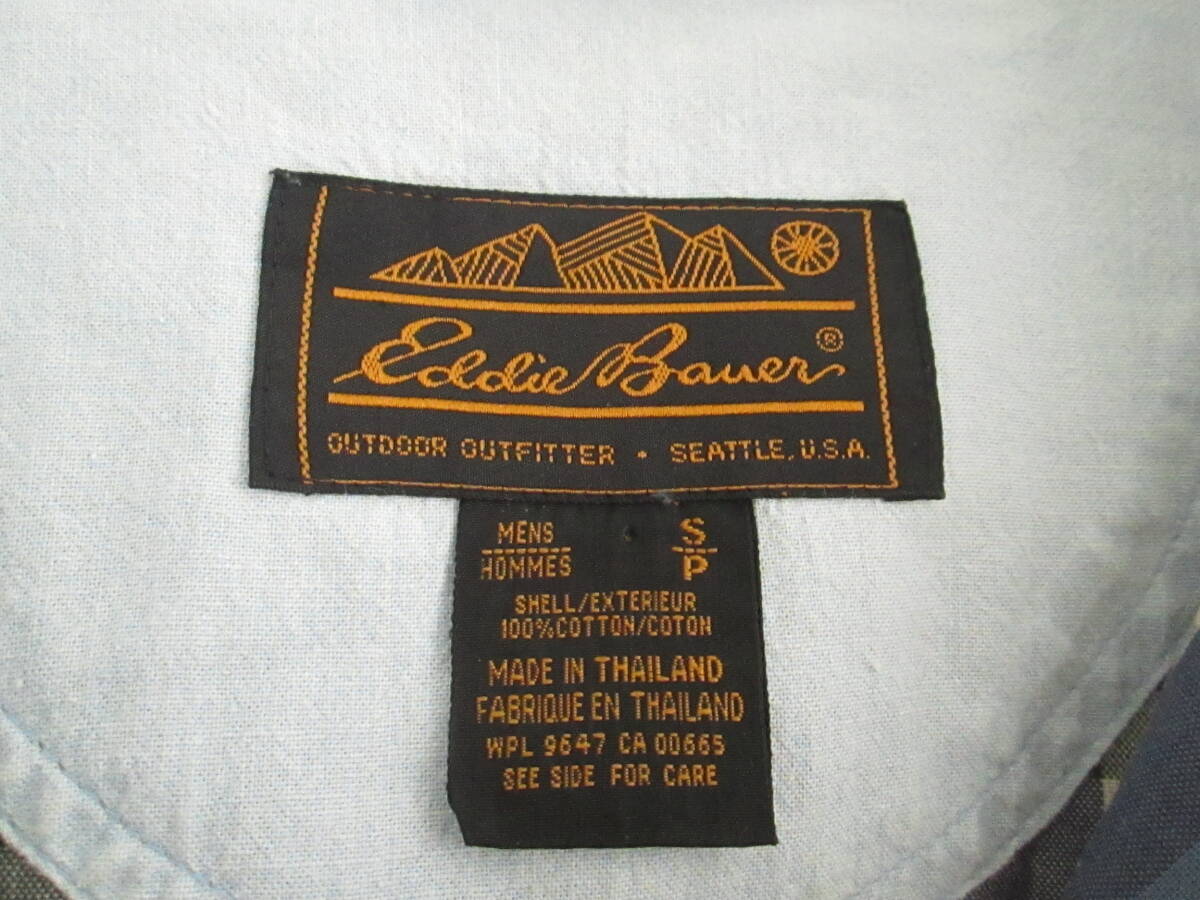 Eddie Bauer®
OUTDOOR OUTFITTER • SEATTLE, U.S.A.
MENS S
HOMMES P
SHELL/EXTERIEUR
100% COTTON/COTON
MADE IN THAILAND
FABRIQUE EN THAILAND
WPL 9647 CA 00665
SEE SIDE FOR CARE